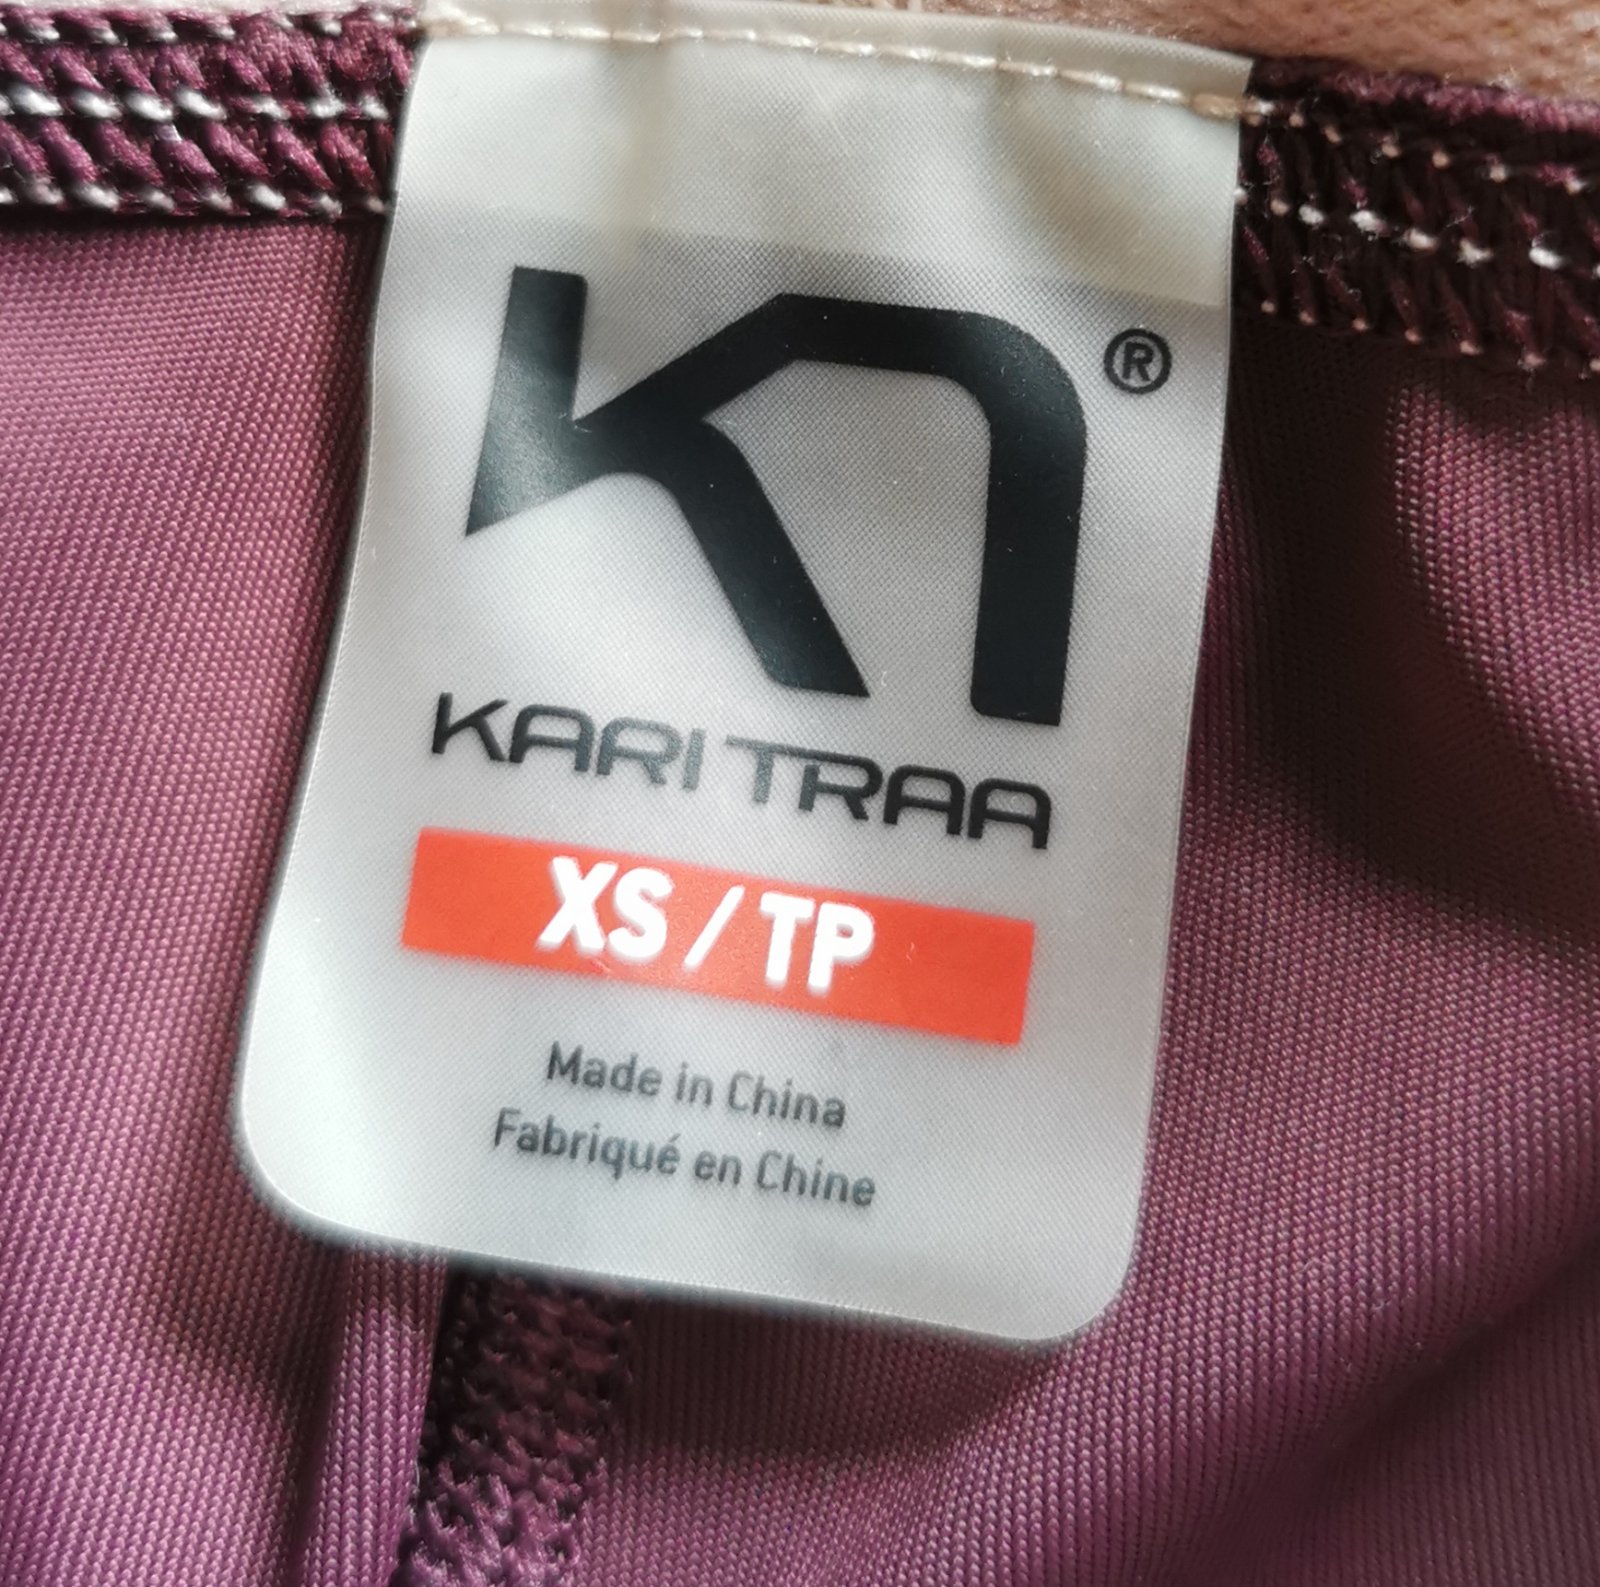 ®
KARI TRAA
XS / TP
Made in China
Fabriqué en Chine